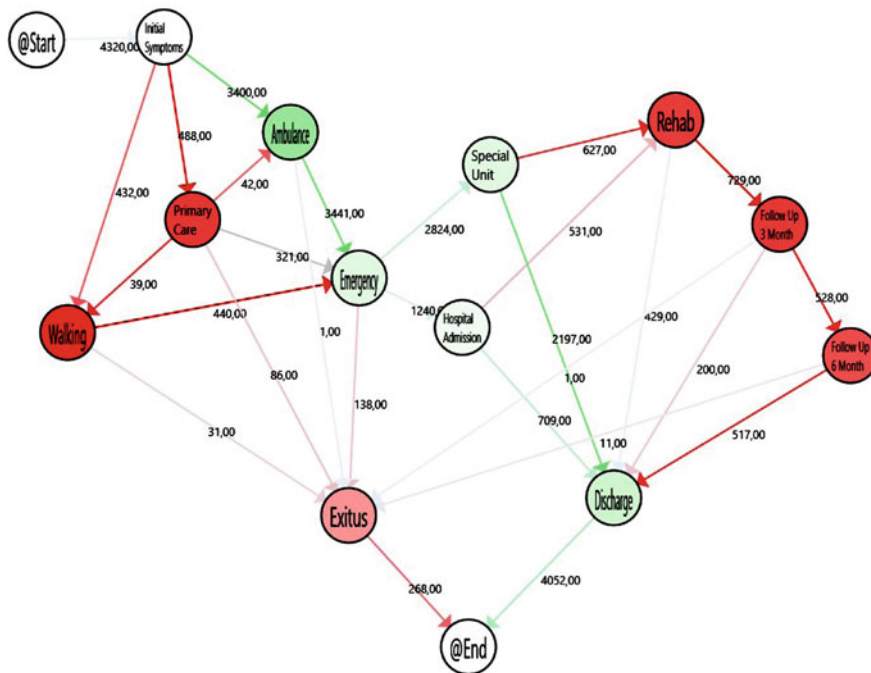 @Start
4320,00
Initial
Symptoms
3400,00
Ambulance
488,00
432,00
42,00
Primary
Care
3441,00
321,00
39,00
Emergency
Walking
440,00
1,00
86,00
138,00
31,00
Exitus
268,00
@End
Special
Unit
2824,00
627,00
Rehab
729,00
531,00
Follow Up
3 Month
1240,00
Hospital
Admission
2197,00
429,00
528,00
1,00
200,00
Follow Up
6 Month
709,00
11,00
517,00
Discharge
4052,00